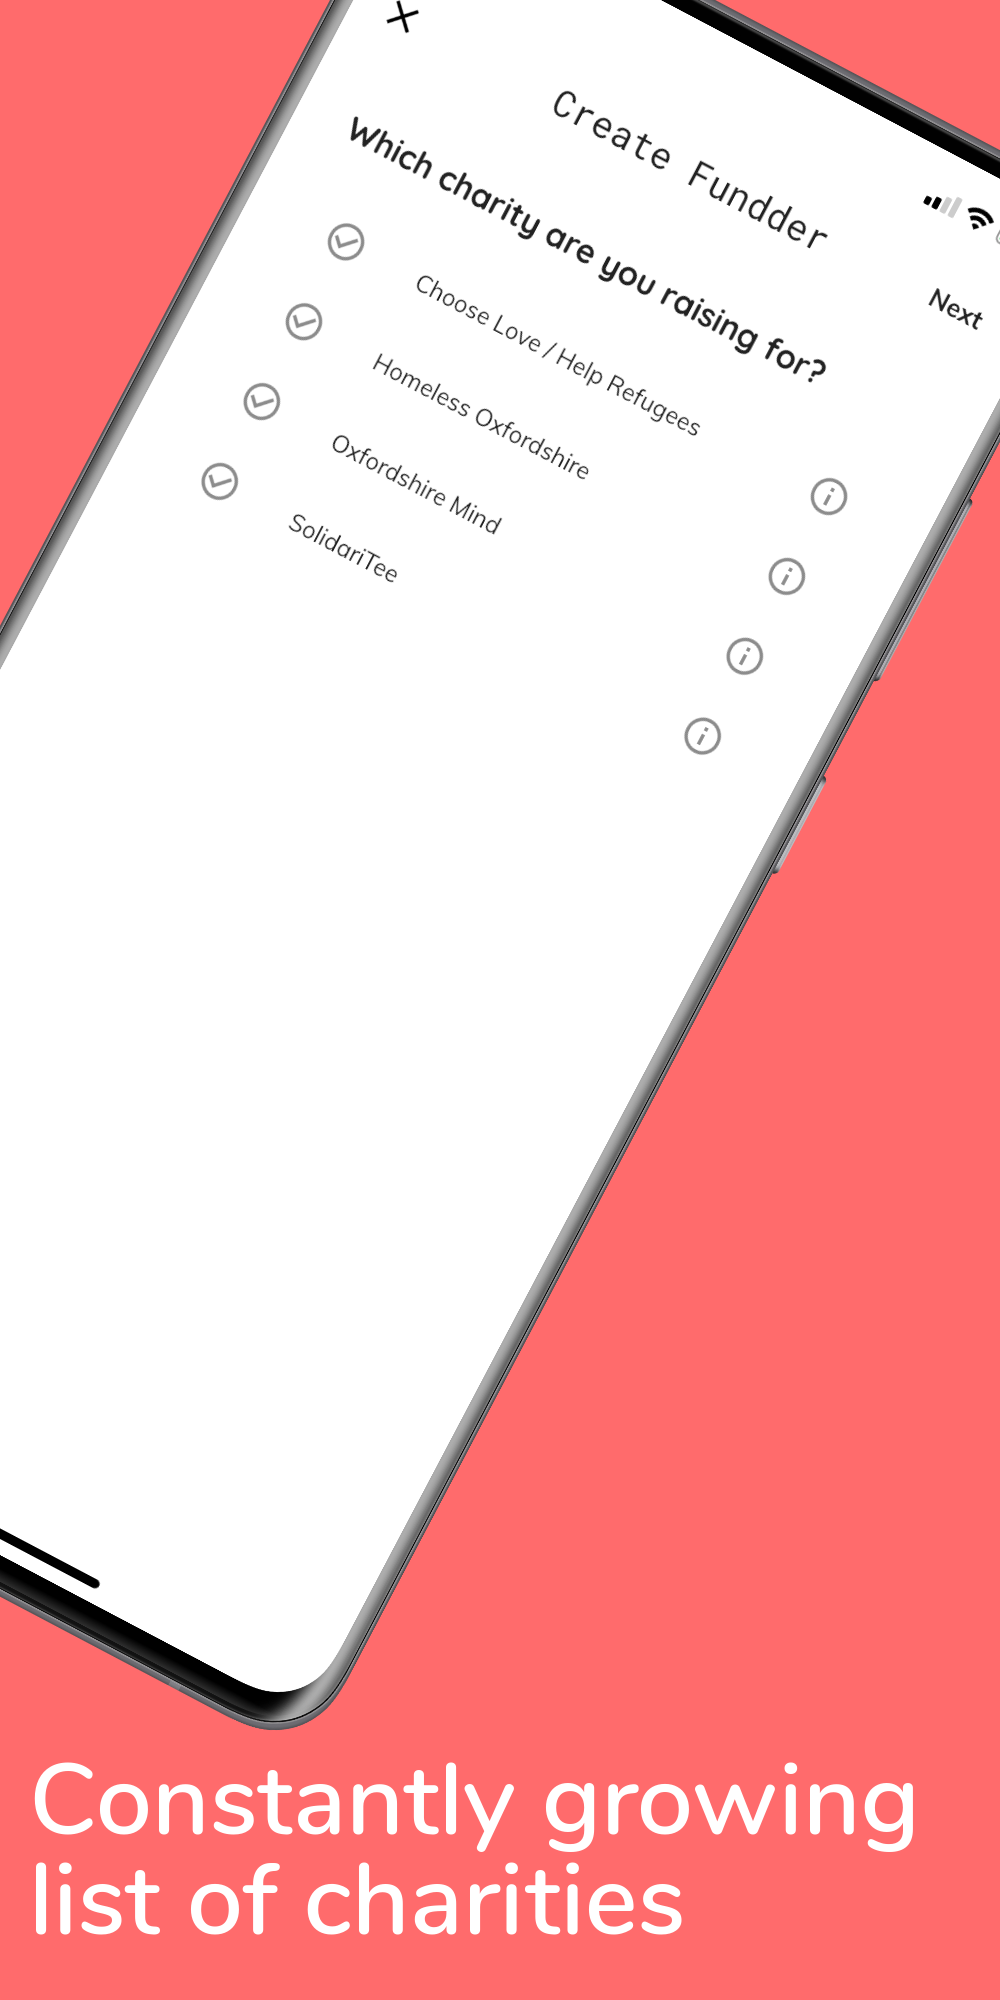 Create Fundder
Next
Which charity are you raising for?
Choose Love / Help Refugees
Homeless Oxfordshire
Oxfordshire Mind
SolidariTee
Constantly growing
list of charities